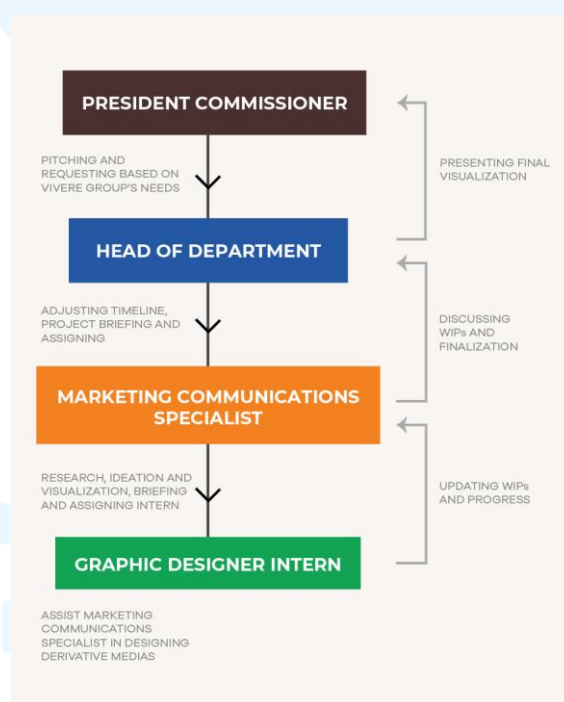 PRESIDENT COMMISSIONER
PITCHING AND
REQUESTING BASED ON
VIVERE GROUP'S NEEDS
PRESENTING FINAL
VISUALIZATION
HEAD OF DEPARTMENT
ADJUSTING TIMELINE,
PROJECT BRIEFING AND
ASSIGNING
DISCUSSING
WIPs AND
FINALIZATION
MARKETING COMMUNICATIONS
SPECIALIST
RESEARCH, IDEATION AND
VISUALIZATION, BRIEFING
AND ASSIGNING INTERN
UPDATING WIPs
AND PROGRESS
GRAPHIC DESIGNER INTERN
ASSIST MARKETING
COMMUNICATIONS
SPECIALIST IN DESIGNING
DERIVATIVE MEDIAS